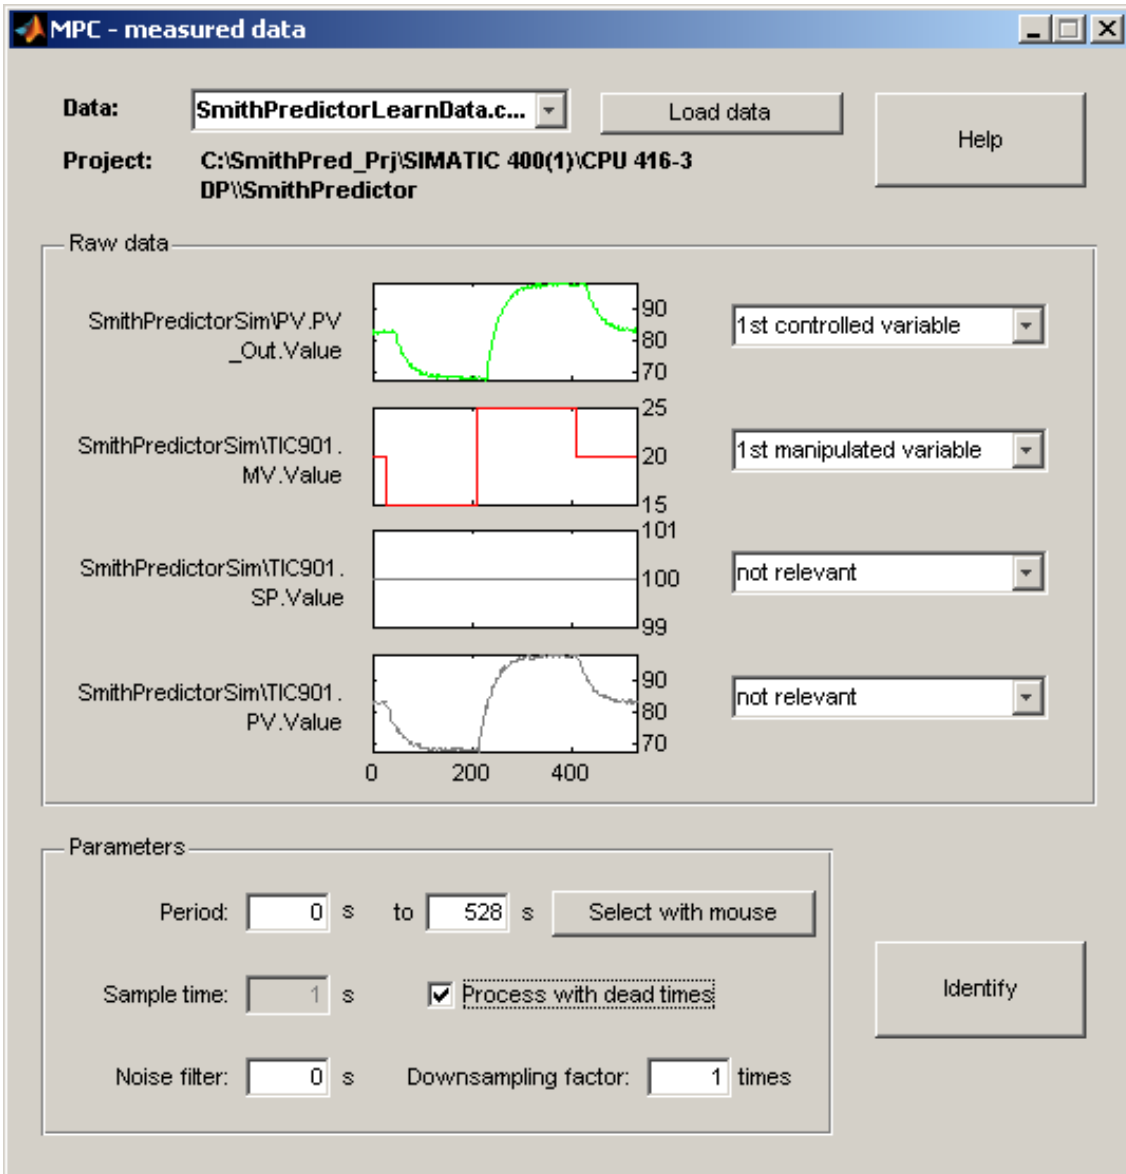 MPC - measured data
Data: SmithPredictorLearnData.c... Load data Help
Project: C:\SmithPred_Prj\SIMATIC 400(1)\CPU 416-3
DP\\SmithPredictor
Raw data
SmithPredictorSim\PV.PV
_Out.Value
90
80
70
1st controlled variable
SmithPredictorSim\TIC901.
MV.Value
25
20
15
1st manipulated variable
SmithPredictorSim\TIC901.
SP.Value
101
100
99
not relevant
SmithPredictorSim\TIC901.
PV.Value
90
80
70
not relevant
0 200 400
Parameters
Period: 0 s to 528 s Select with mouse
Sample time: 1 s Process with dead times Identify
Noise filter: 0 s Downsampling factor: 1 times